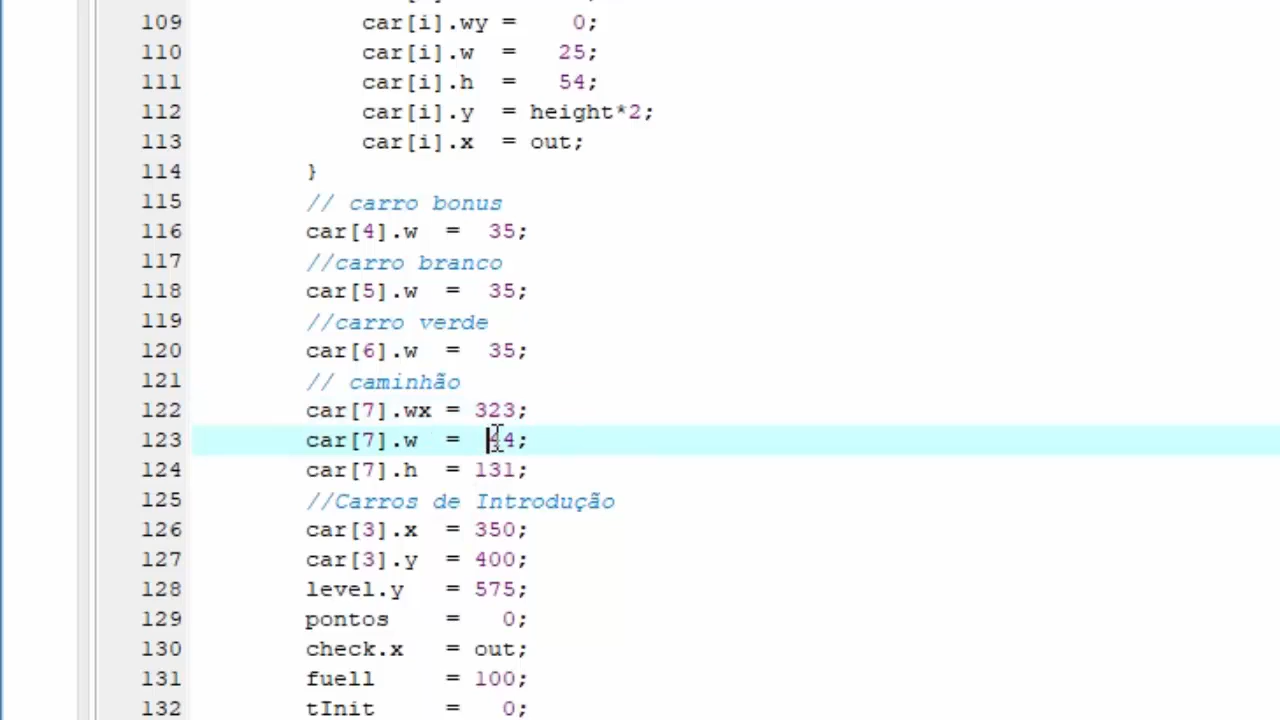 109 car[i].wy = 0;
110 car[i].w = 25;
111 car[i].h = 54;
112 car[i].y = height*2;
113 car[i].x = out;
114 }
115 // carro bonus
116 car[4].w = 35;
117 //carro branco
118 car[5].w = 35;
119 //carro verde
120 car[6].w = 35;
121 // caminhão
122 car[7].wx = 323;
123 car[7].w = 44;
124 car[7].h = 131;
125 //Carros de Introdução
126 car[3].x = 350;
127 car[3].y = 400;
128 level.y = 575;
129 pontos = 0;
130 check.x = out;
131 fuell = 100;
132 tInit = 0;